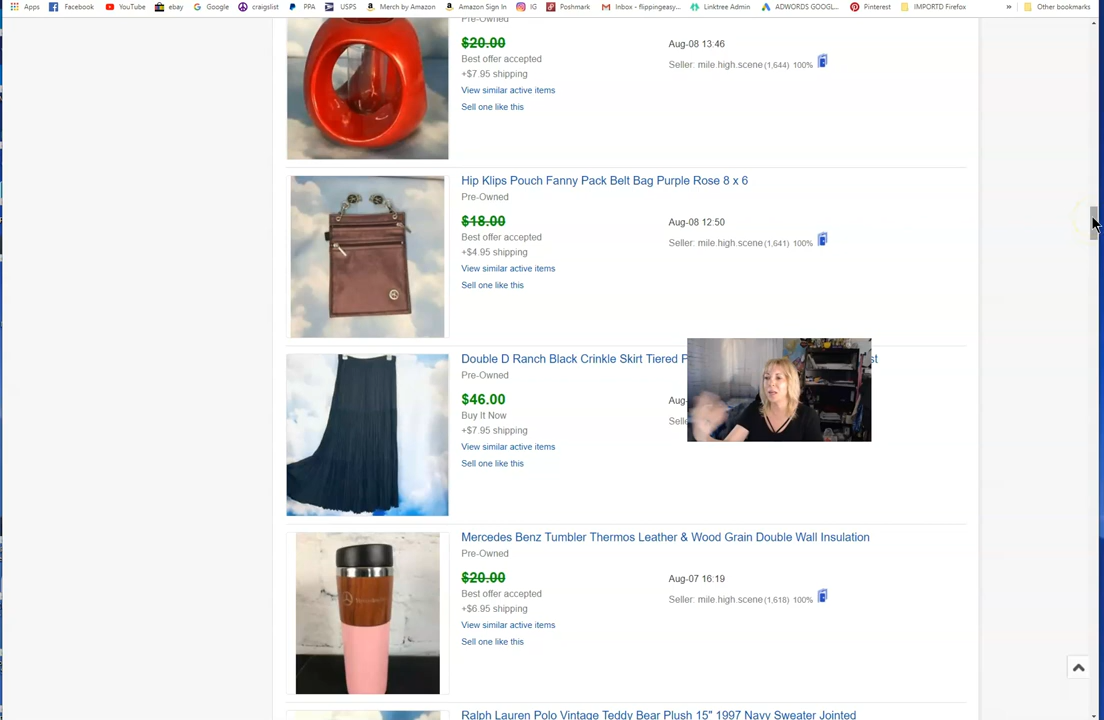 Apps Facebook YouTube ebay Google craigslist PPA USPS Merch by Amazon Amazon Sign In IG Poshmark Inbox - flippingeasy... Linktree Admin ADWORDS GOOGL... Pinterest IMPORTD Firefox » Other bookmarks
Pre-Owned
$20.00
Aug-08 13:46
Best offer accepted
Seller: mile.high.scene (1,644) 100%
+$7.95 shipping
View similar active items
Sell one like this
Hip Klips Pouch Fanny Pack Belt Bag Purple Rose 8 x 6
Pre-Owned
$18.00
Aug-08 12:50
Best offer accepted
Seller: mile.high.scene (1,641) 100%
+$4.95 shipping
View similar active items
Sell one like this
Double D Ranch Black Crinkle Skirt Tiered
Pre-Owned
$46.00
Aug-
Buy It Now
+$7.95 shipping
View similar active items
Sell one like this
Mercedes Benz Tumbler Thermos Leather & Wood Grain Double Wall Insulation
Pre-Owned
$20.00
Aug-07 16:19
Best offer accepted
Seller: mile.high.scene (1,618) 100%
+$6.95 shipping
View similar active items
Sell one like this
Ralph Lauren Polo Vintage Teddy Bear Plush 15" 1997 Navy Sweater Jointed